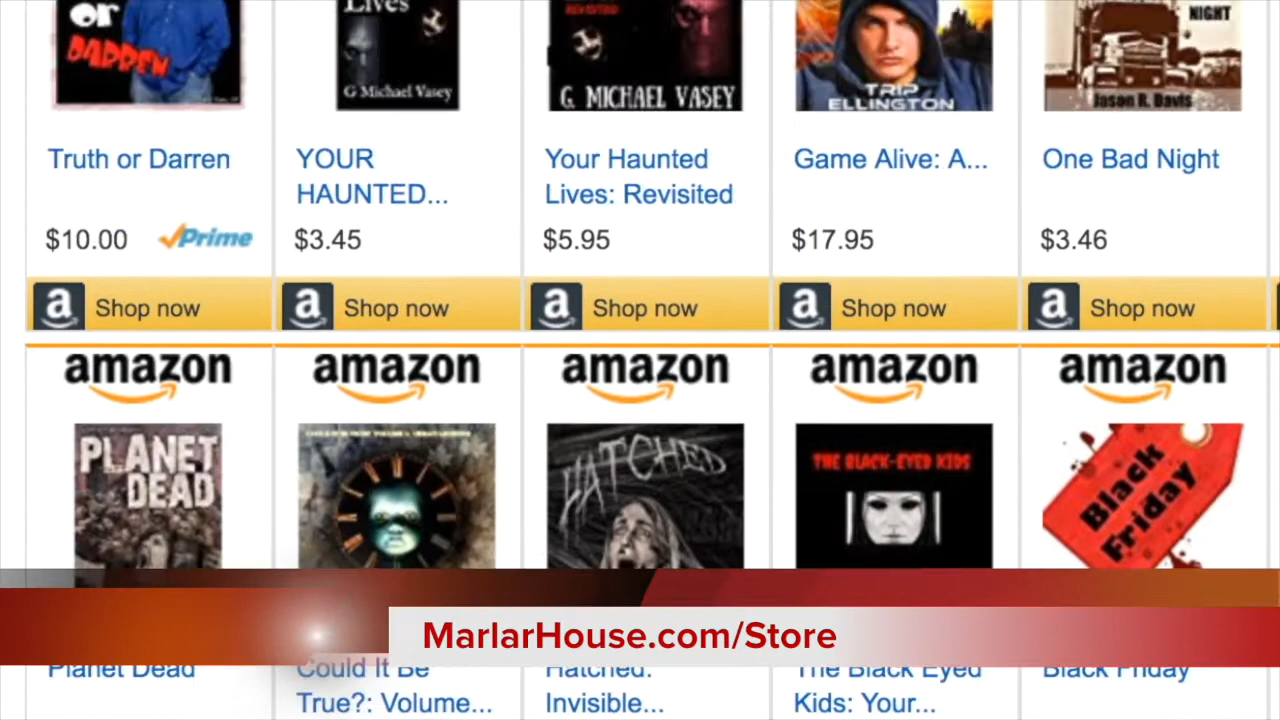 or
DARREN
Lives
G Michael Vasey
REVISITED!
G. MICHAEL VASEY
TRIP
ELLINGTON
NIGHT
Jason R. Davis
Truth or Darren
YOUR
HAUNTED...
Your Haunted
Lives: Revisited
Game Alive: A...
One Bad Night
$10.00
Prime
$3.45
$5.95
$17.95
$3.46
a Shop now
a Shop now
a Shop now
a Shop now
a Shop now
amazon
amazon
amazon
amazon
amazon
PLANET
DEAD
HATCHED
THE BLACK-EYED KIDS
Black
Friday
MarlarHouse.com/Store
Planet Dead
Could It Be
True?: Volume...
Hatched:
Invisible...
The Black Eyed
Kids: Your...
Black Friday